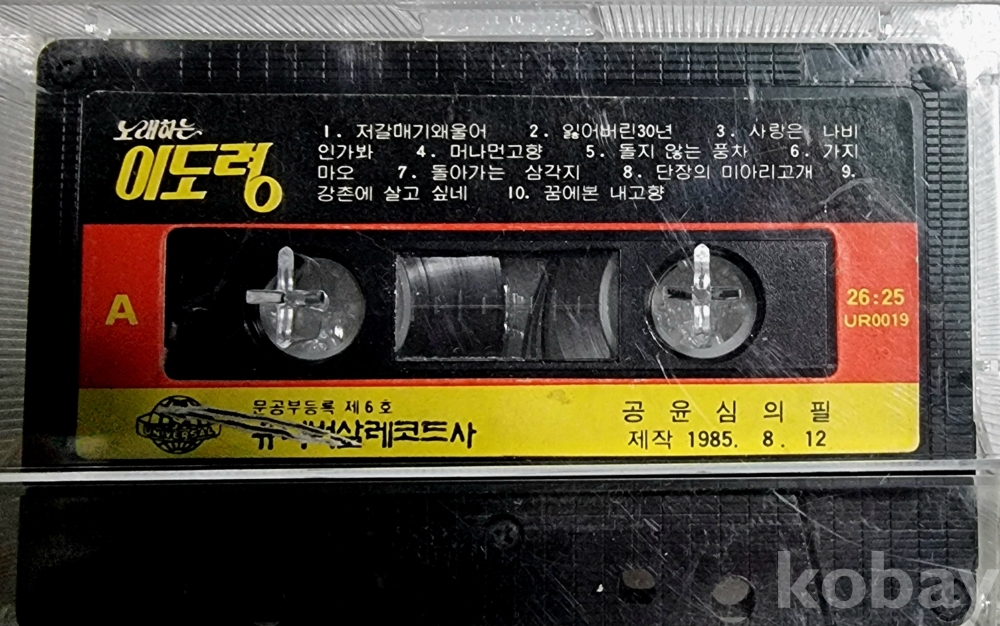 노래하는
이도령
1. 저갈매기왜울어 2. 잃어버린30년 3. 사랑은 나비
인가봐 4. 머나먼고향 5. 돌지 않는 풍차 6. 가지
마오 7. 돌아가는 삼각지 8. 단장의 미아리고개 9.
강촌에 살고 싶네 10. 꿈에본 내고향
A
26:25
UR0019
UNIVERSAL
문공부등록 제6호
유니버살레코드사
공윤심의필
제작 1985. 8. 12
kobay